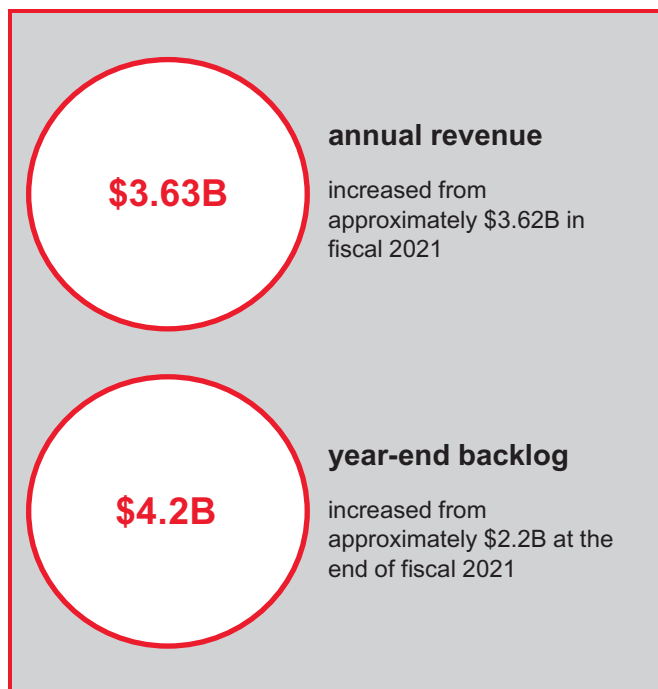 $3.63B
annual revenue
increased from
approximately $3.62B in
fiscal 2021
$4.2B
year-end backlog
increased from
approximately $2.2B at the
end of fiscal 2021